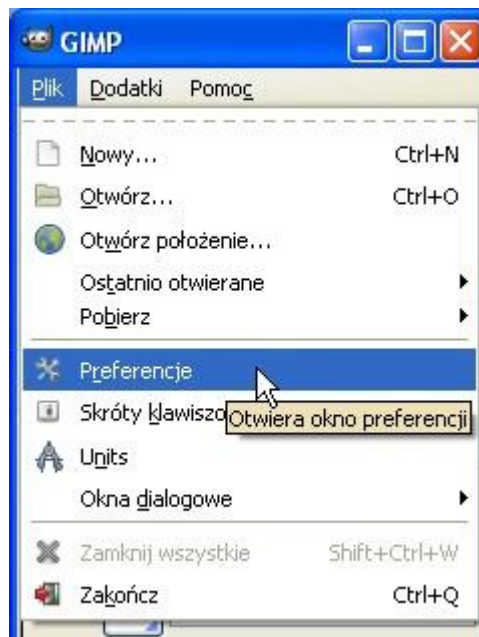 GIMP
Plik Dodatki Pomoc
Nowy... Ctrl+N
Otwórz... Ctrl+O
Otwórz położenie...
Ostatnio otwierane
Pobierz
Preferencje
Skróty klawiszo
Otwiera okno preferencji
Units
Okna dialogowe
Zamknij wszystkie Shift+Ctrl+W
Zakończ Ctrl+Q